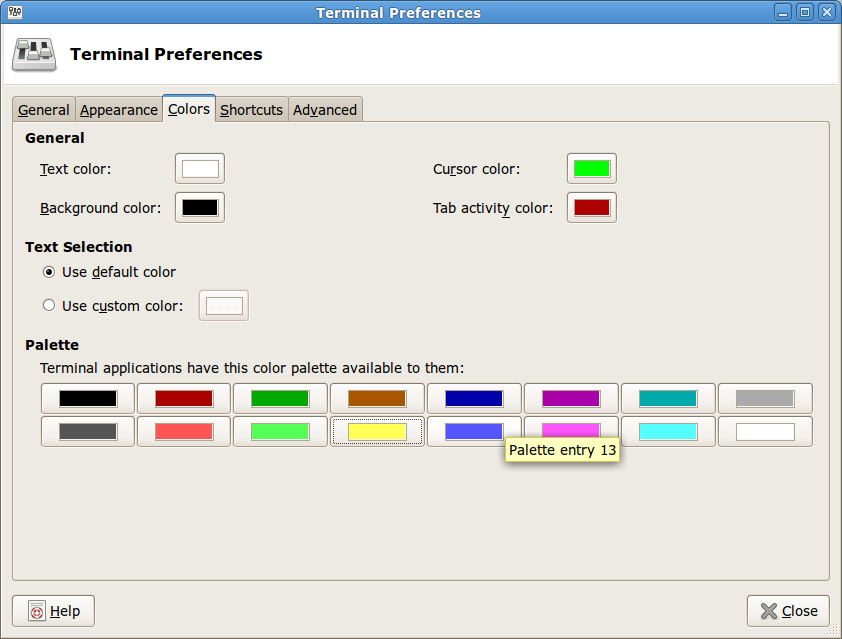 Terminal Preferences
Terminal Preferences
General Appearance Colors Shortcuts Advanced
General
Text color: Cursor color:
Background color: Tab activity color:
Text Selection
Use default color
Use custom color:
Palette
Terminal applications have this color palette available to them:
Palette entry 13
Help Close